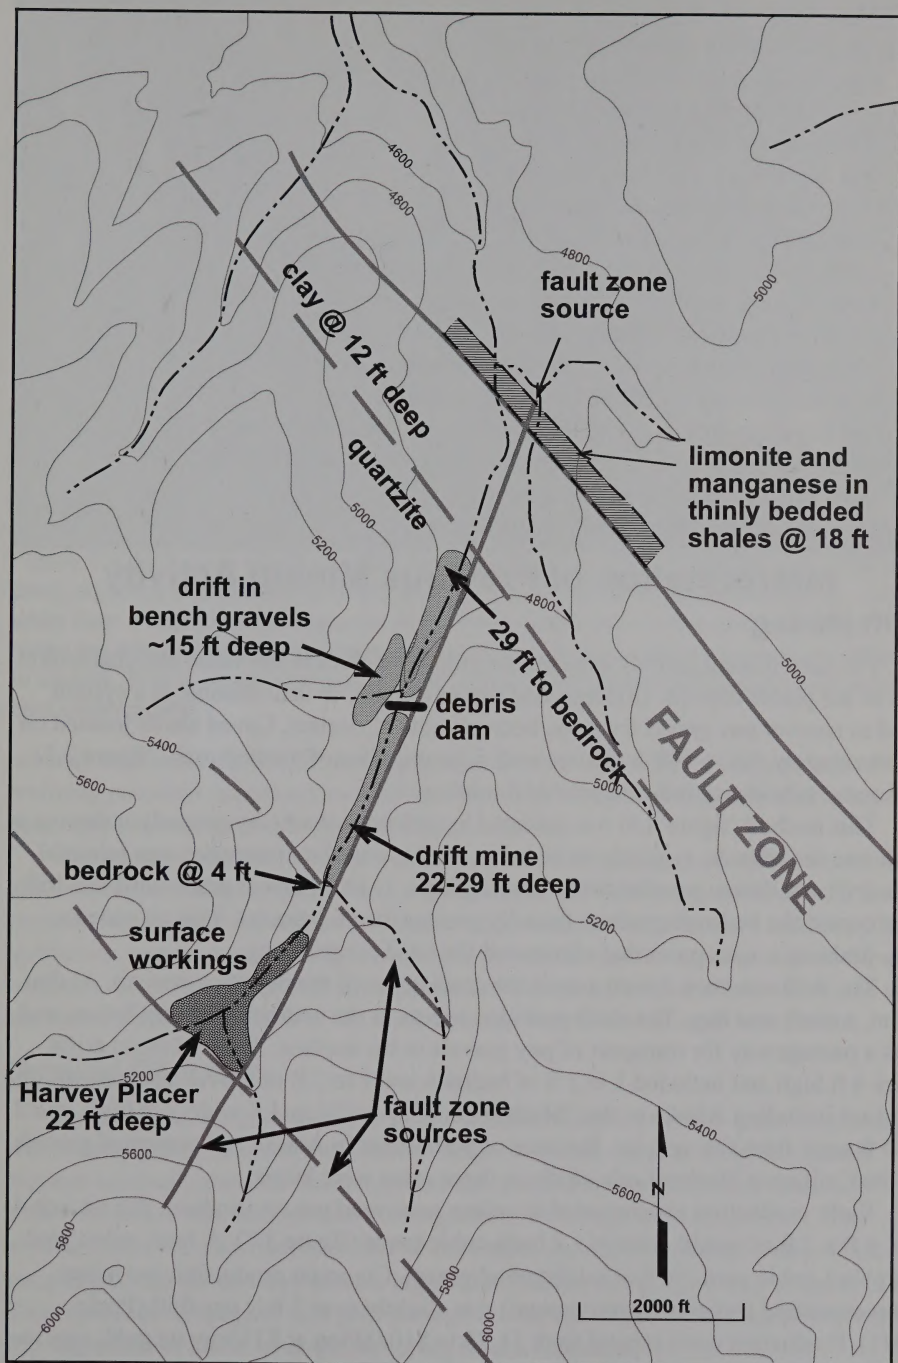 4600
4800
4800
5000
fault zone
source
clay @ 12 ft deep
quartzite
limonite and
manganese in
thinly bedded
shales @ 18 ft
5000
5200
4800
5000
drift in
bench gravels
~15 ft deep
29 ft to bedrock
debris
dam
FAULT ZONE
5400
5600
5000
drift mine
22-29 ft deep
bedrock @ 4 ft
5200
surface
workings
5200
Harvey Placer
22 ft deep
fault zone
sources
5400
5600
5600
N
5800
5800
6000
6000
2000 ft